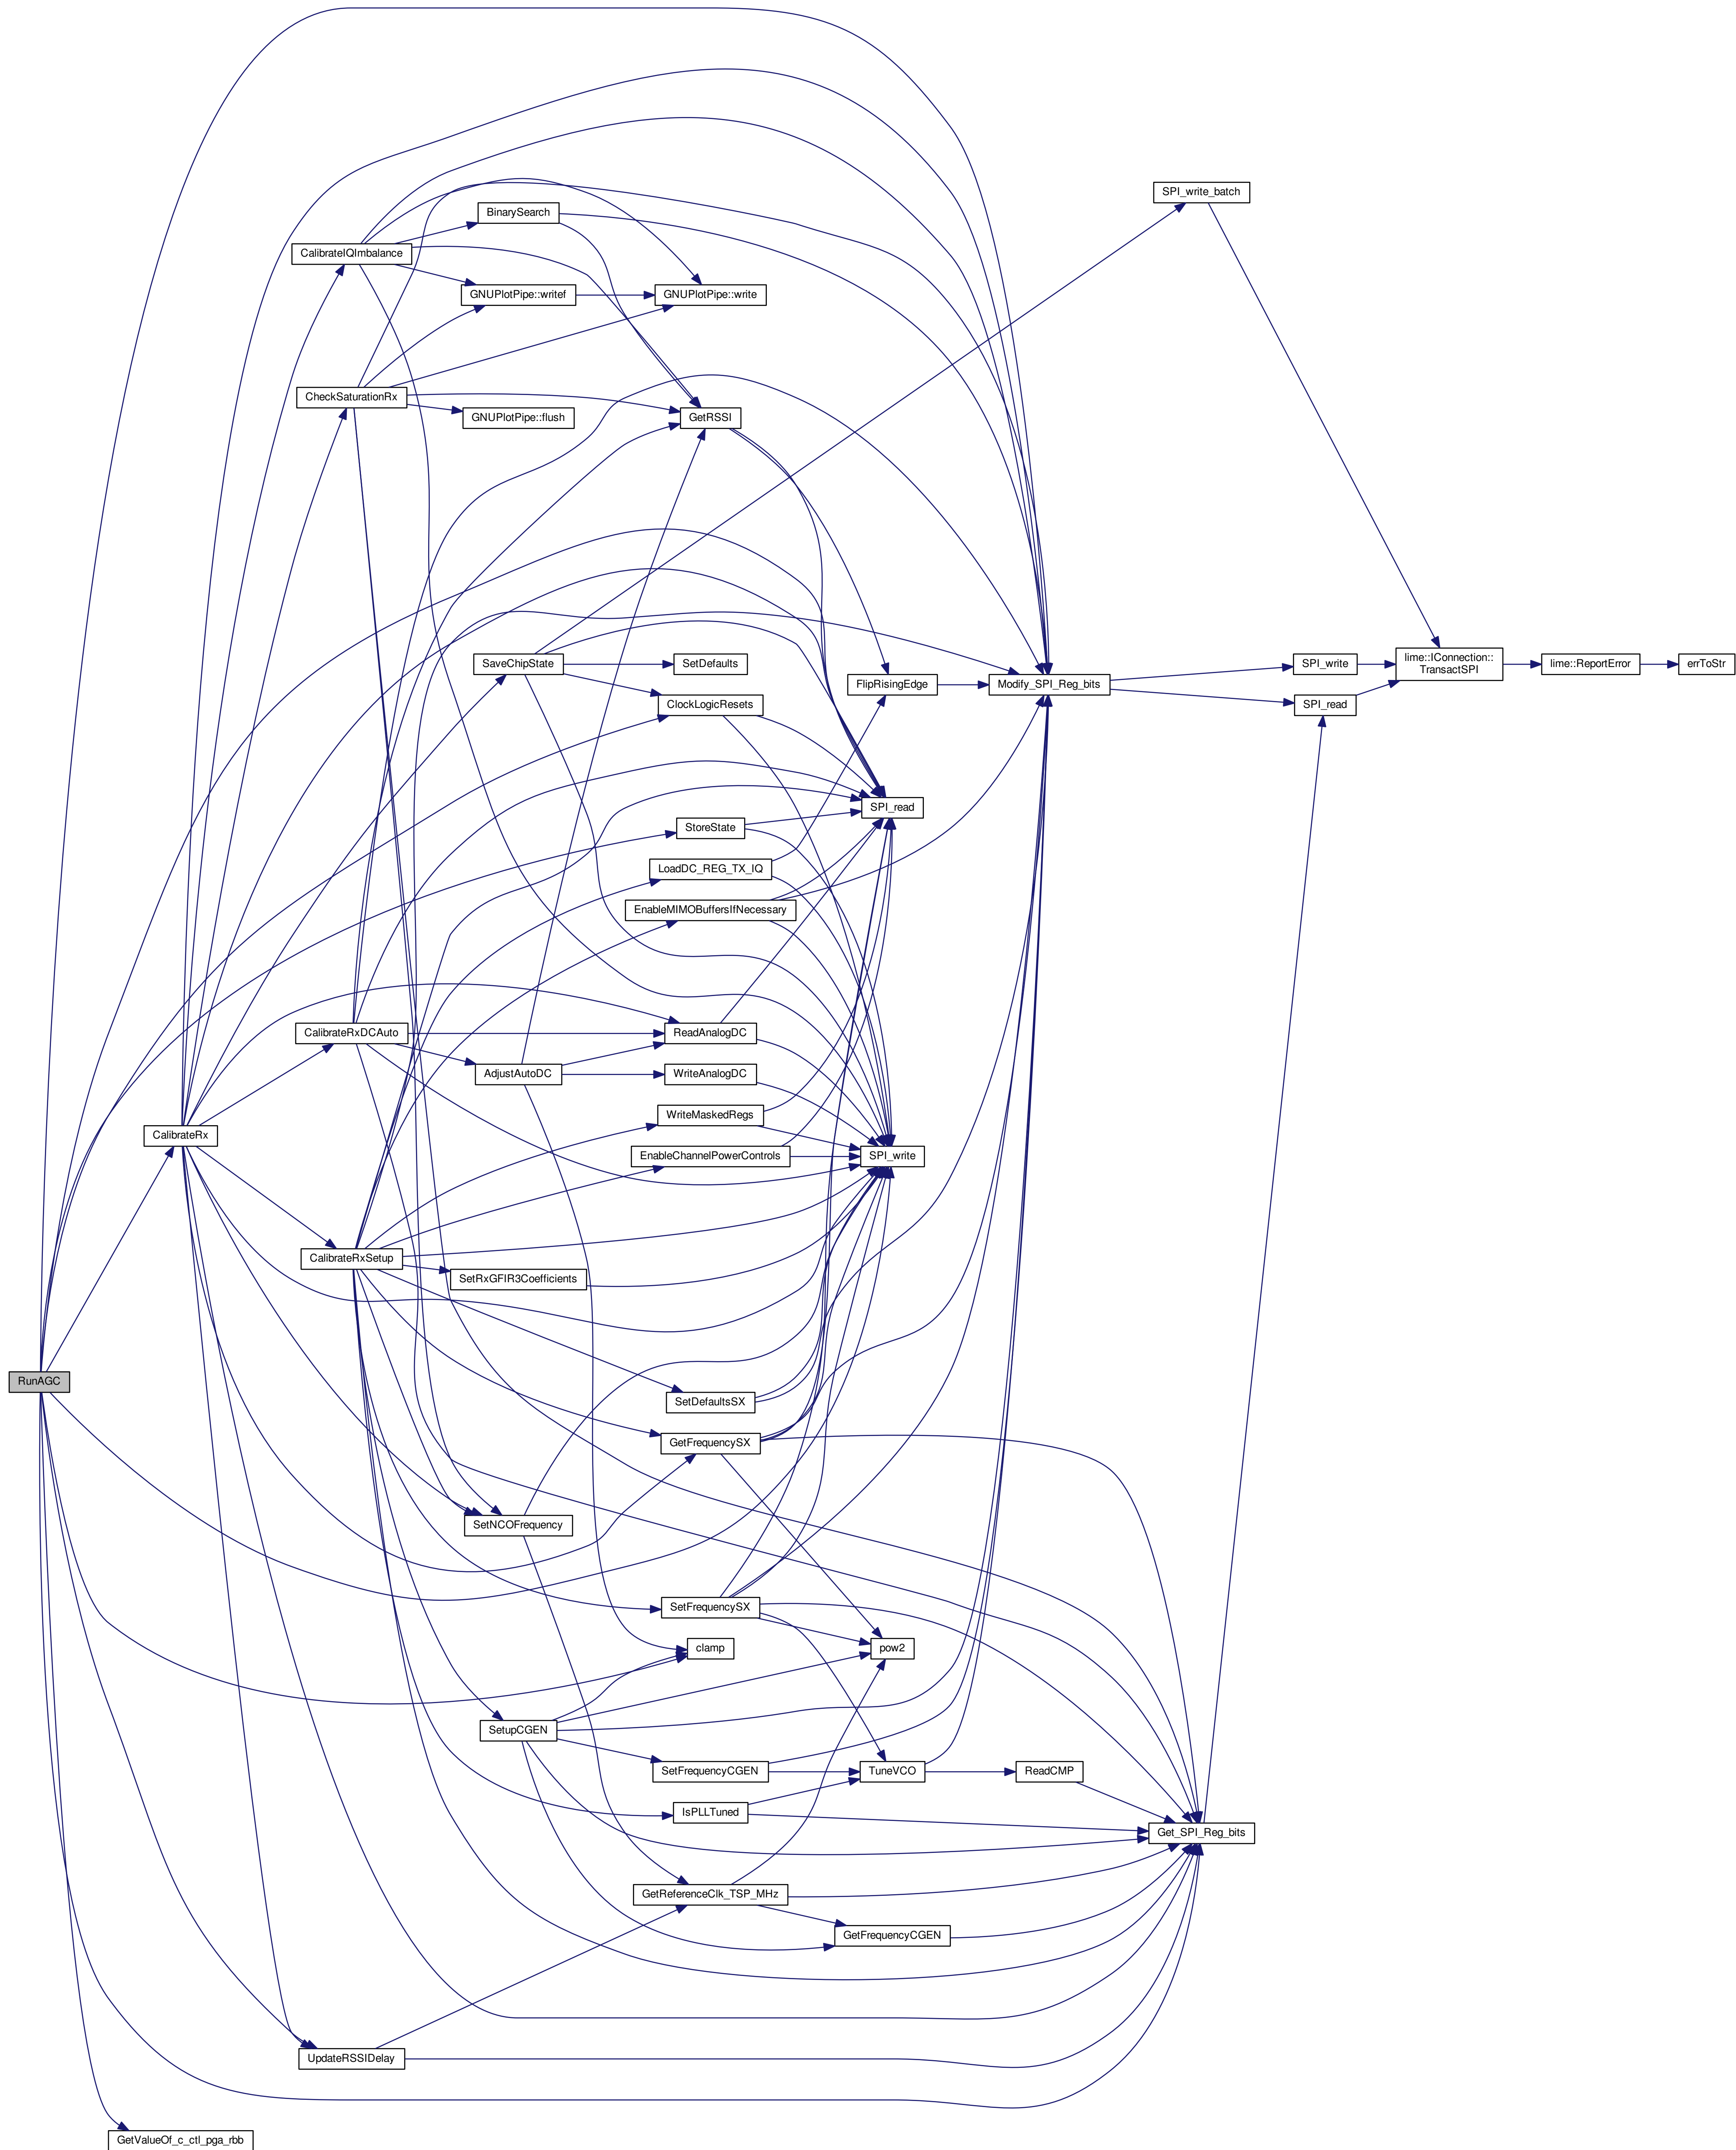 SPI_write_batch
BinarySearch
CalibrateIQImbalance
GNUPlotPipe::writef
GNUPlotPipe::write
CheckSaturationRx
GNUPlotPipe::flush
GetRSSI
SaveChipState
SetDefaults
SPI_write
lime::IConnection::
TransactSPI
lime::ReportError
errToStr
FlipRisingEdge
Modify_SPI_Reg_bits
ClockLogicResets
SPI_read
SPI_read
StoreState
LoadDC_REG_TX_IQ
EnableMIMOBuffersIfNecessary
CalibrateRxDCAuto
ReadAnalogDC
AdjustAutoDC
WriteAnalogDC
WriteMaskedRegs
CalibrateRx
EnableChannelPowerControls
SPI_write
CalibrateRxSetup
SetRxGFIR3Coefficients
RunAGC
SetDefaultsSX
GetFrequencySX
SetNCOFrequency
SetFrequencySX
clamp
pow2
SetupCGEN
SetFrequencyCGEN
TuneVCO
ReadCMP
IsPLLTuned
Get_SPI_Reg_bits
GetReferenceClk_TSP_MHz
GetFrequencyCGEN
UpdateRSSIDelay
GetValueOf_c_ctl_pga_rbb